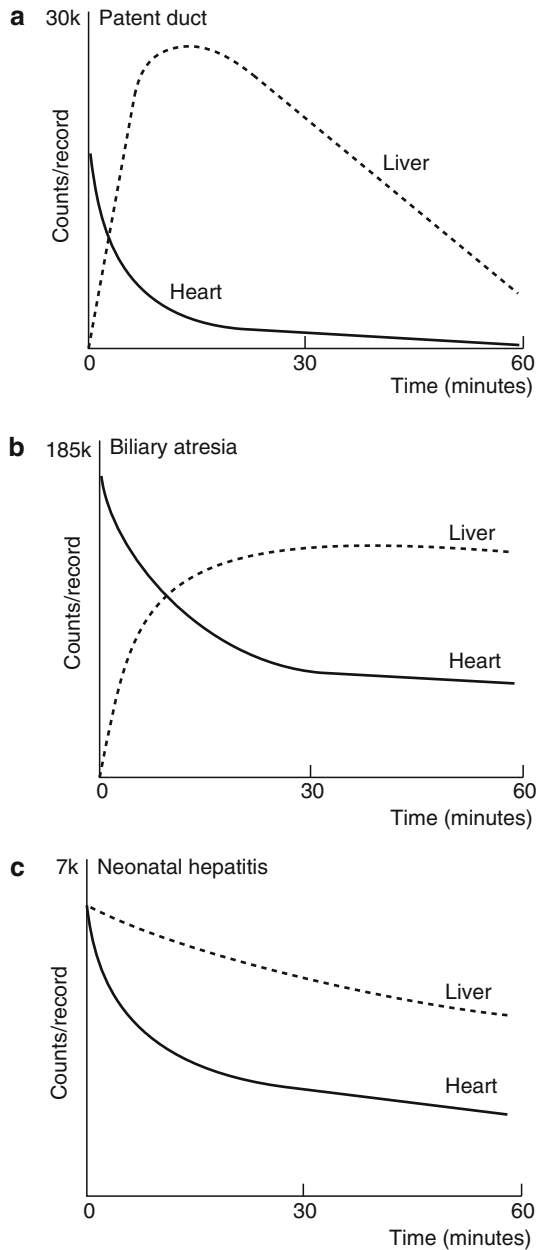 a 30k Patent duct
Counts/record
Liver
Heart
0 30 60
Time (minutes)
b 185k Biliary atresia
Counts/record
Liver
Heart
0 30 60
Time (minutes)
c 7k Neonatal hepatitis
Counts/record
Liver
Heart
0 30 60
Time (minutes)